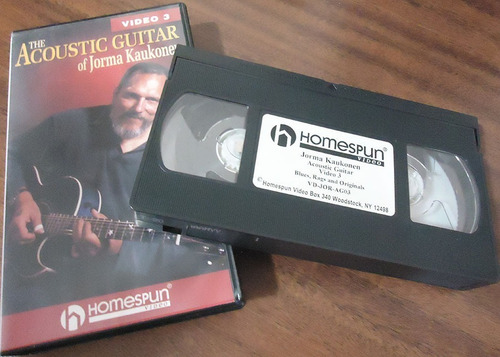 VIDEO 3
THE
ACOUSTIC GUITAR
of Jorma Kaukonen
HOMESPUN®
VIDEO
HOMESPUN®
VIDEO
Jorma Kaukonen
Acoustic Guitar
Video 3
Blues, Rags and Originals
VD-JOR-AG03
© Homespun Video Box 340 Woodstock, NY 12498